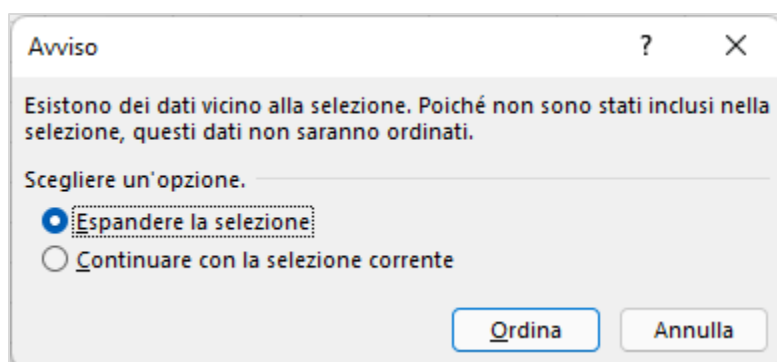 Avviso
?
Esistono dei dati vicino alla selezione. Poiché non sono stati inclusi nella
selezione, questi dati non saranno ordinati.
Scegliere un'opzione.
Espandere la selezione
Continuare con la selezione corrente
Ordina
Annulla